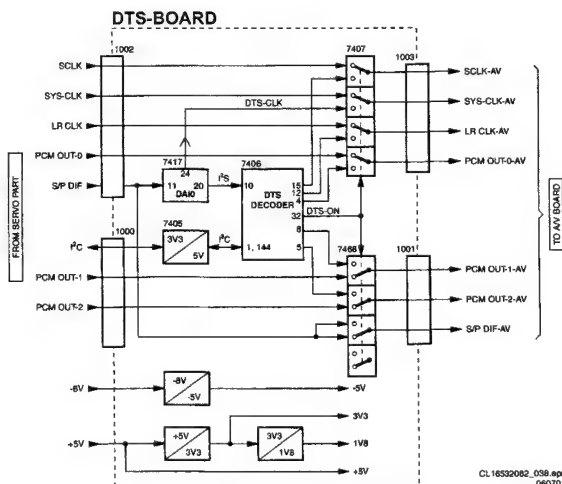 DTS-BOARD
1002
7407
1003
SCLK
SCLK-AV
SYS-CLK
SYS-CLK-AV
DTS-CLK
LR CLK
LR CLK-AV
PCM OUT-0
PCM OUT-0-AV
7417
7406
24
S/P DIF
11
20
DAI0
I²S
10
DTS
DECODER
15
12
4
32
DTS-ON
8
5
1, 144
FROM SERVO PART
TO A/V BOARD
1000
7405
I²C
3V3
5V
I²C
7468
1001
PCM OUT-1
PCM OUT-1-AV
PCM OUT-2
PCM OUT-2-AV
S/P DIF-AV
-8V
-8V
-5V
-5V
3V3
+5V
+5V
3V3
3V3
1V8
1V8
+5V
CL16532082_038.ep
06070